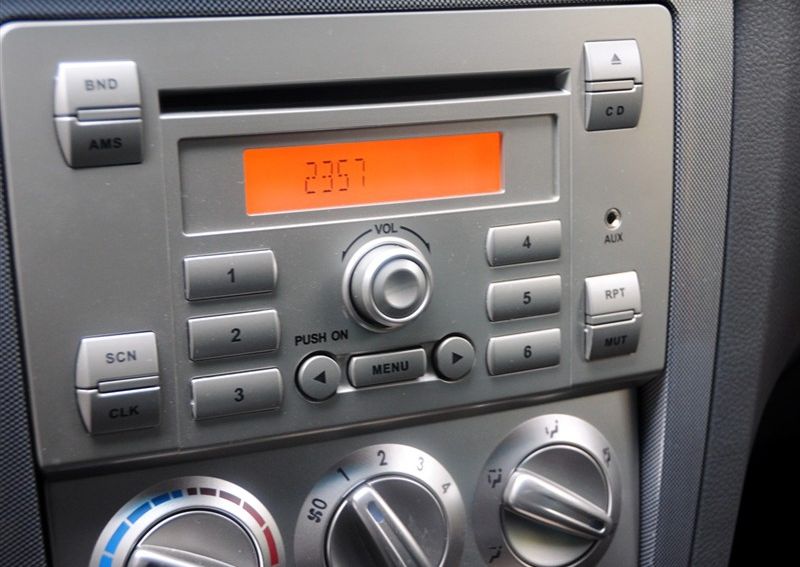 BND
AMS
CD
2357
VOL
AUX
1
4
2
5
RPT
MUT
PUSH ON
SCN
CLK
3
MENU
6
0 1 2 3 4
5